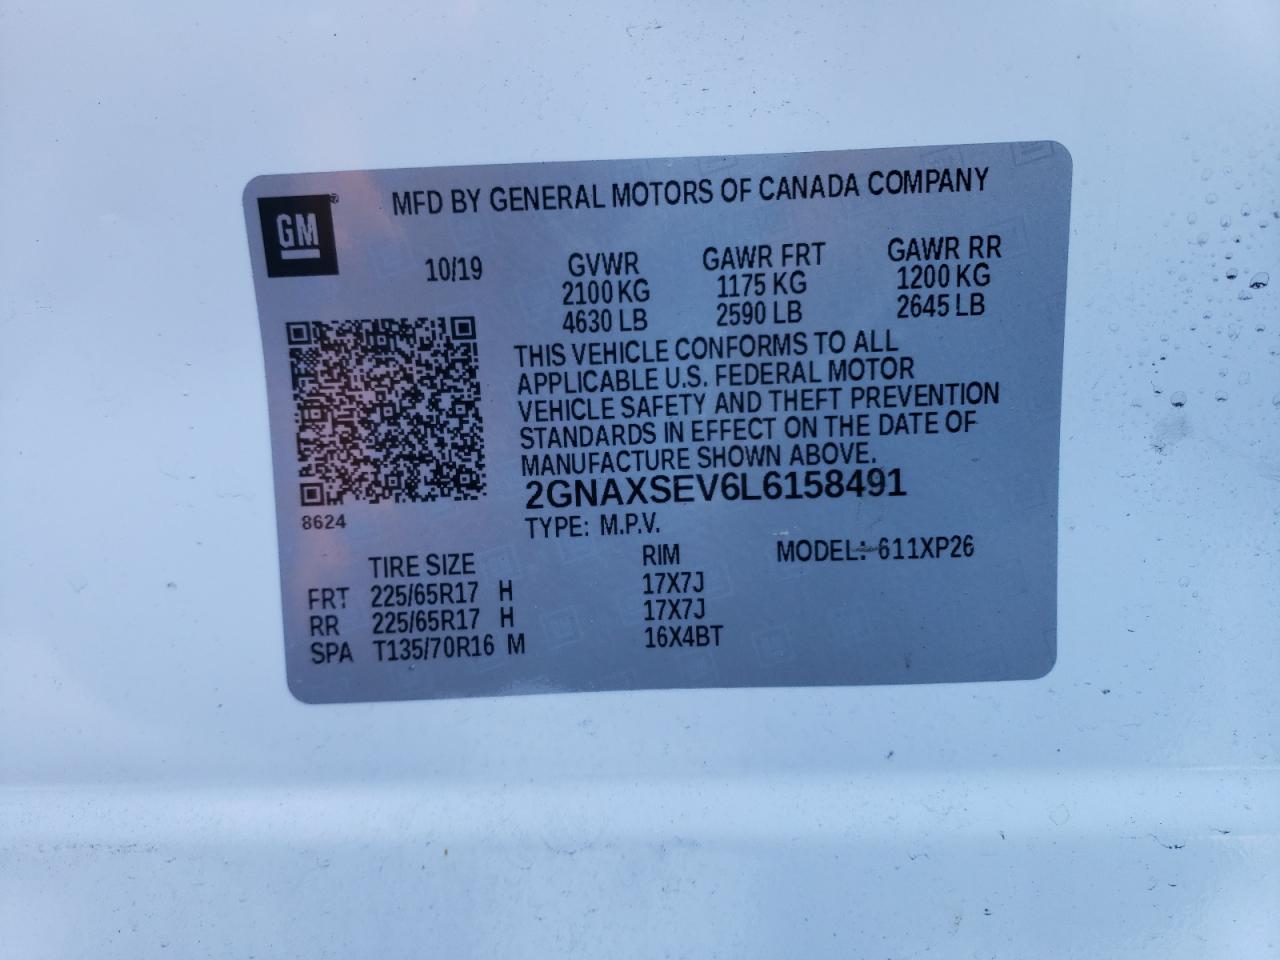 GM ®
MFD BY GENERAL MOTORS OF CANADA COMPANY
10/19 GVWR GAWR FRT GAWR RR
2100 KG 1175 KG 1200 KG
4630 LB 2590 LB 2645 LB
THIS VEHICLE CONFORMS TO ALL
APPLICABLE U.S. FEDERAL MOTOR
VEHICLE SAFETY AND THEFT PREVENTION
STANDARDS IN EFFECT ON THE DATE OF
MANUFACTURE SHOWN ABOVE.
2GNAXSEV6L6158491
8624
TYPE: M.P.V.
TIRE SIZE RIM MODEL: 611XP26
FRT 225/65R17 H 17X7J
RR 225/65R17 H 17X7J
SPA T135/70R16 M 16X4BT